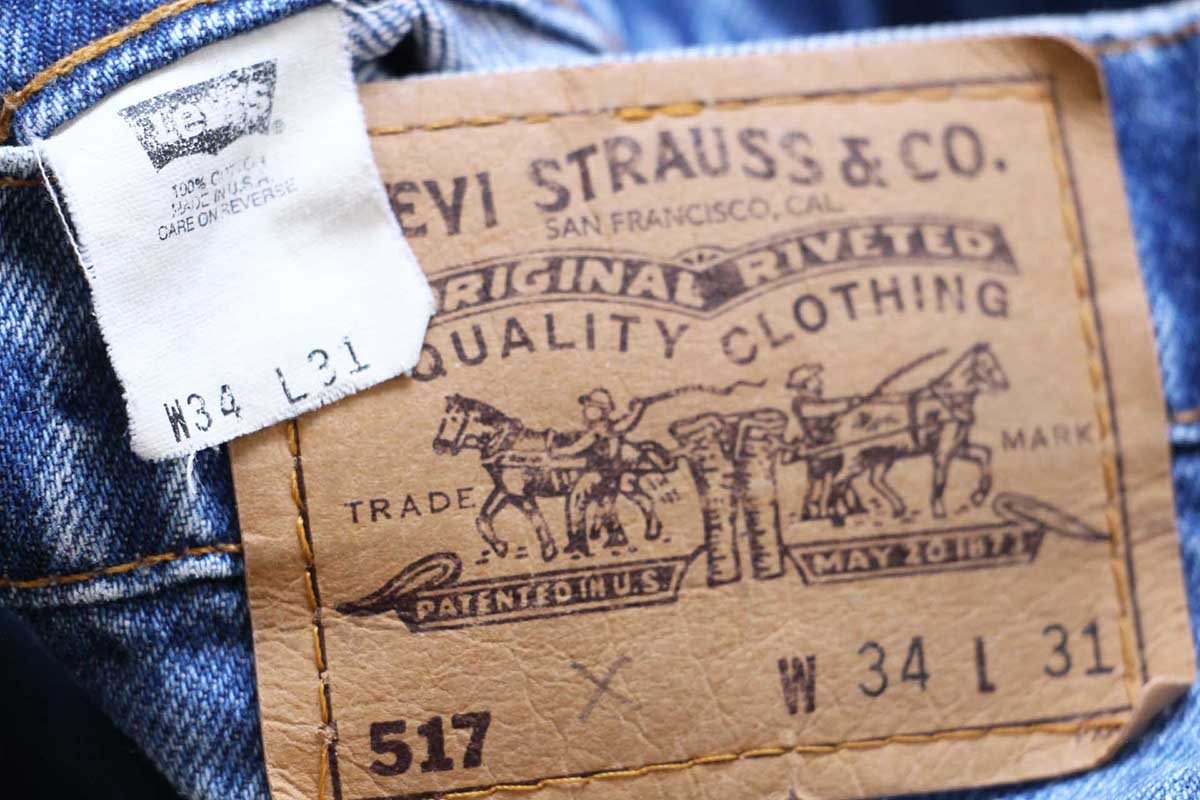 Levi's®
100% COTTON
MADE IN U.S.A.
CARE ON REVERSE
W34 L31
EVI STRAUSS & CO.
SAN FRANCISCO, CAL.
ORIGINAL RIVETED
QUALITY CLOTHING
TRADE MARK
PATENTED IN U.S. MAY 20 1873
X W 34 L 31
517